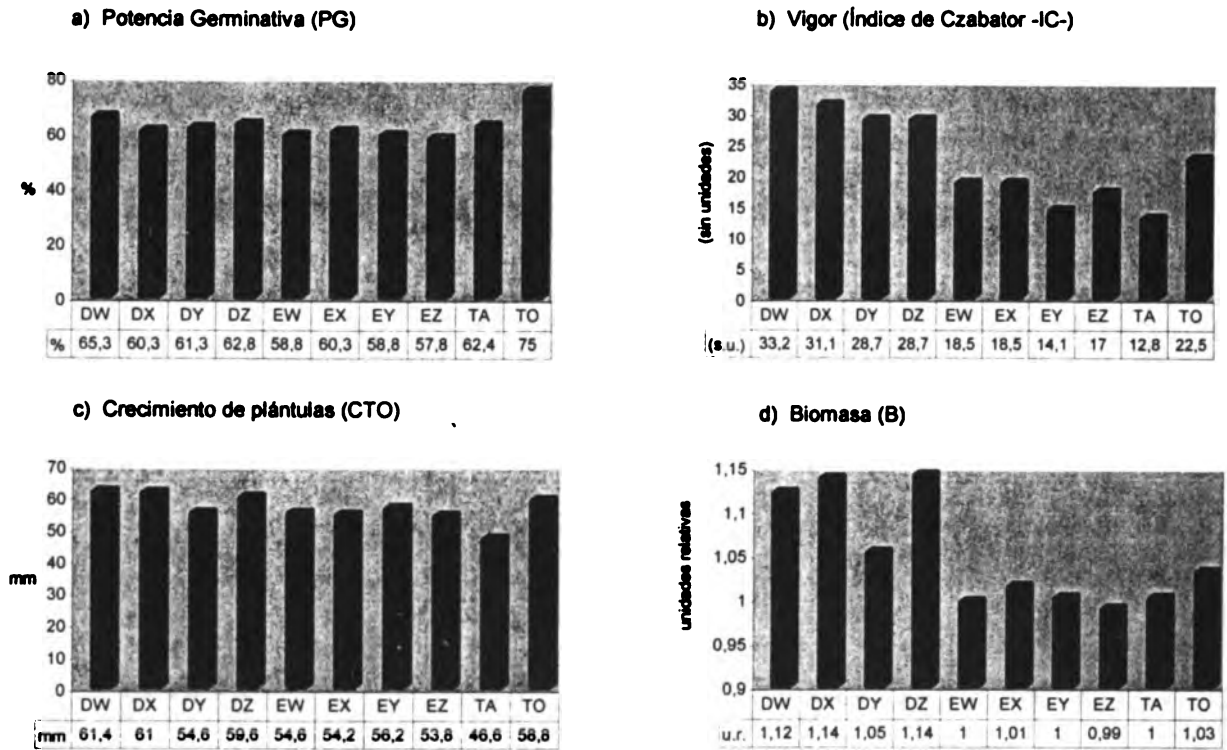 a) Potencia Germinativa (PG)
80
60
40
20
0
%
DW DX DY DZ EW EX EY EZ TA TO
% 65,3 60,3 61,3 62,8 58,8 60,3 58,8 57,8 62,4 75
b) Vigor (Índice de Czabator -IC-)
35
30
25
20
15
10
5
0
(sin unidades)
DW DX DY DZ EW EX EY EZ TA TO
(s.u.) 33,2 31,1 28,7 28,7 18,5 18,5 14,1 17 12,8 22,5
c) Crecimiento de plántulas (CTO)
70
60
50
40
30
20
10
0
mm
DW DX DY DZ EW EX EY EZ TA TO
mm 61,4 61 54,6 59,6 54,6 54,2 56,2 53,8 46,6 58,8
d) Biomasa (B)
1,15
1,1
1,05
1
0,95
0,9
unidades relativas
DW DX DY DZ EW EX EY EZ TA TO
u.r. 1,12 1,14 1,05 1,14 1 1,01 1 0,99 1 1,03